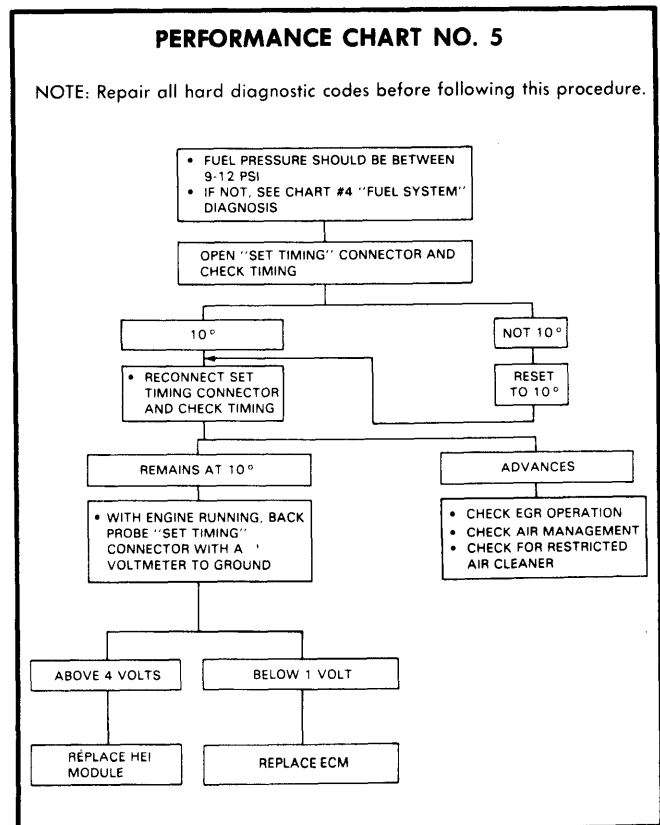 PERFORMANCE CHART NO. 5
NOTE: Repair all hard diagnostic codes before following this procedure.
• FUEL PRESSURE SHOULD BE BETWEEN
9-12 PSI
• IF NOT, SEE CHART #4 "FUEL SYSTEM"
DIAGNOSIS
OPEN "SET TIMING" CONNECTOR AND
CHECK TIMING
10°
NOT 10°
• RECONNECT SET
TIMING CONNECTOR
AND CHECK TIMING
RESET
TO 10°
REMAINS AT 10°
ADVANCES
• WITH ENGINE RUNNING, BACK
PROBE "SET TIMING"
CONNECTOR WITH A
VOLTMETER TO GROUND
• CHECK EGR OPERATION
• CHECK AIR MANAGEMENT
• CHECK FOR RESTRICTED
AIR CLEANER
ABOVE 4 VOLTS
BELOW 1 VOLT
REPLACE HEI
MODULE
REPLACE ECM